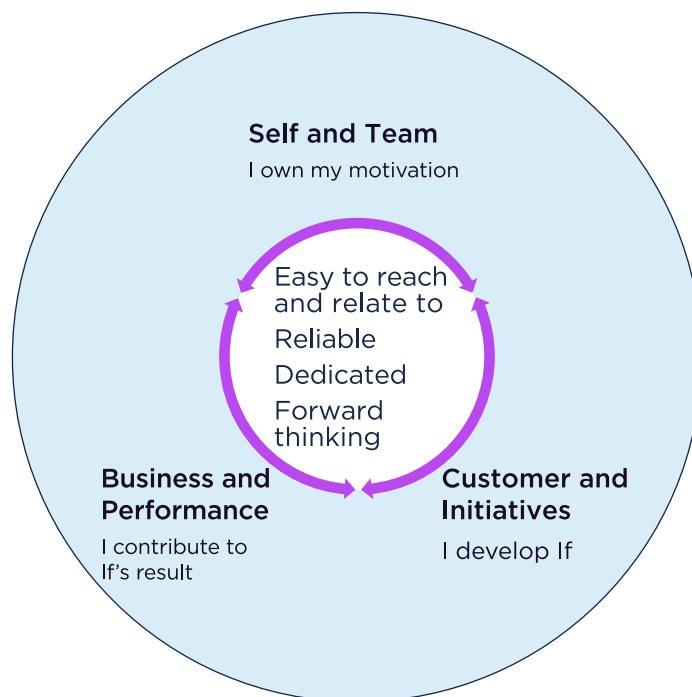 Self and Team
I own my motivation
Easy to reach
and relate to
Reliable
Dedicated
Forward
thinking
Business and
Performance
I contribute to
If's result
Customer and
Initiatives
I develop If